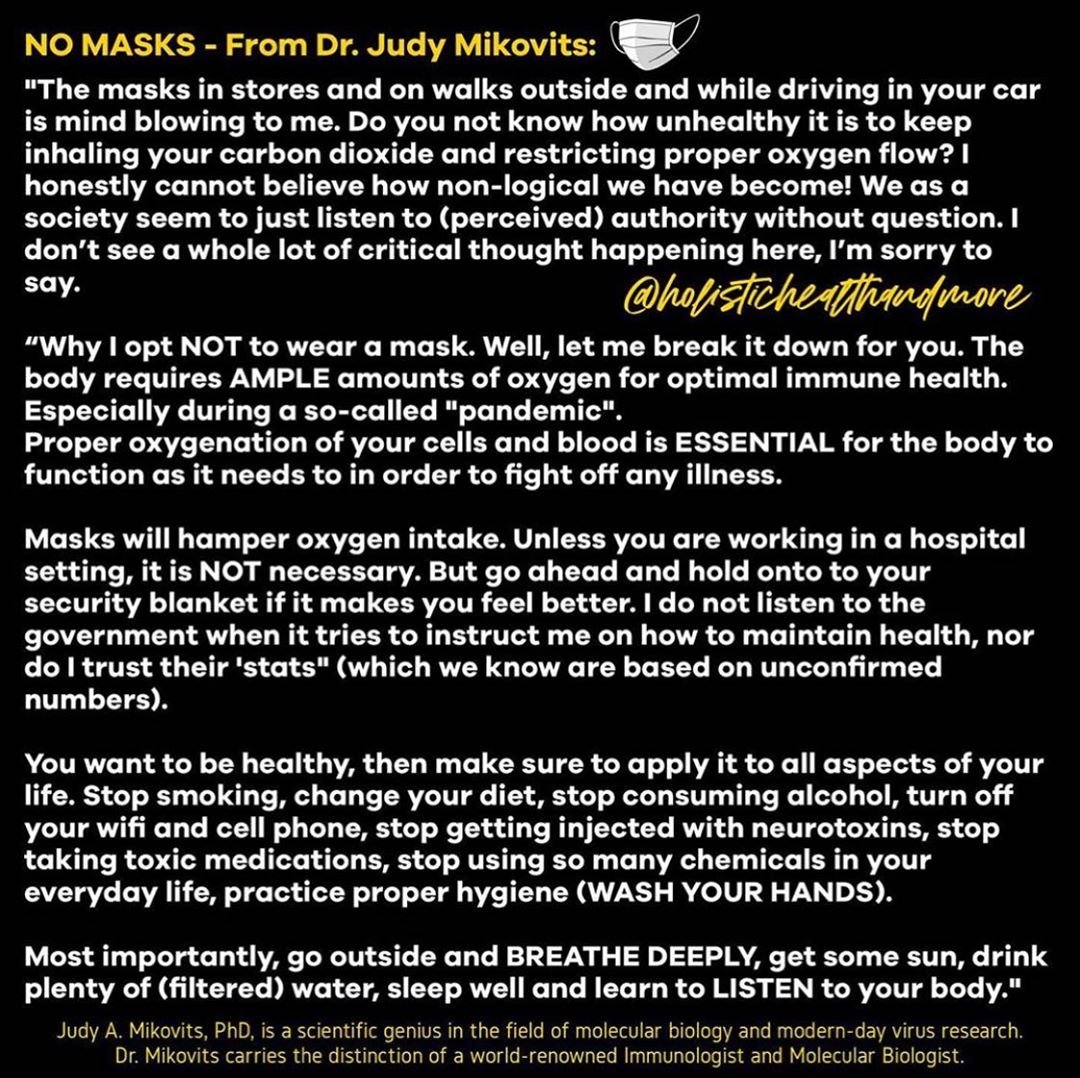 NO MASKS - From Dr. Judy Mikovits:
"The masks in stores and on walks outside and while driving in your car
is mind blowing to me. Do you not know how unhealthy it is to keep
inhaling your carbon dioxide and restricting proper oxygen flow? I
honestly cannot believe how non-logical we have become! We as a
society seem to just listen to (perceived) authority without question. I
don’t see a whole lot of critical thought happening here, I’m sorry to
say.
@holistichealthandmore
“Why I opt NOT to wear a mask. Well, let me break it down for you. The
body requires AMPLE amounts of oxygen for optimal immune health.
Especially during a so-called "pandemic".
Proper oxygenation of your cells and blood is ESSENTIAL for the body to
function as it needs to in order to fight off any illness.
Masks will hamper oxygen intake. Unless you are working in a hospital
setting, it is NOT necessary. But go ahead and hold onto to your
security blanket if it makes you feel better. I do not listen to the
government when it tries to instruct me on how to maintain health, nor
do I trust their 'stats" (which we know are based on unconfirmed
numbers).
You want to be healthy, then make sure to apply it to all aspects of your
life. Stop smoking, change your diet, stop consuming alcohol, turn off
your wifi and cell phone, stop getting injected with neurotoxins, stop
taking toxic medications, stop using so many chemicals in your
everyday life, practice proper hygiene (WASH YOUR HANDS).
Most importantly, go outside and BREATHE DEEPLY, get some sun, drink
plenty of (filtered) water, sleep well and learn to LISTEN to your body."
Judy A. Mikovits, PhD, is a scientific genius in the field of molecular biology and modern-day virus research.
Dr. Mikovits carries the distinction of a world-renowned Immunologist and Molecular Biologist.